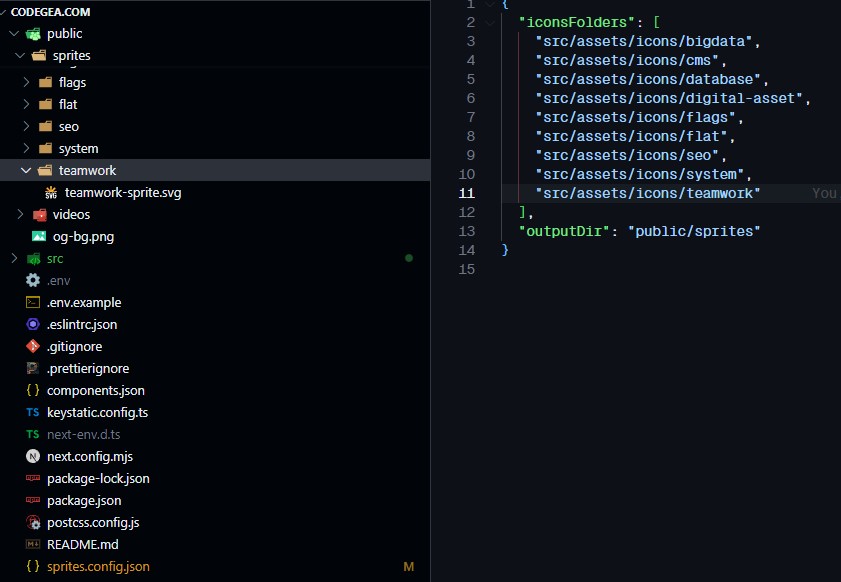 CODEGEA.COM
public
sprites
flags
flat
seo
system
teamwork
teamwork-sprite.svg
videos
og-bg.png
src
.env
.env.example
.eslintrc.json
.gitignore
.prettierignore
{ } components.json
TS keystatic.config.ts
TS next-env.d.ts
N next.config.mjs
package-lock.json
package.json
postcss.config.js
README.md
{ } sprites.config.json M
1 {
2 "iconsFolders": [
3 "src/assets/icons/bigdata",
4 "src/assets/icons/cms",
5 "src/assets/icons/database",
6 "src/assets/icons/digital-asset",
7 "src/assets/icons/flags",
8 "src/assets/icons/flat",
9 "src/assets/icons/seo",
10 "src/assets/icons/system",
11 "src/assets/icons/teamwork" You
12 ],
13 "outputDir": "public/sprites"
14 }
15